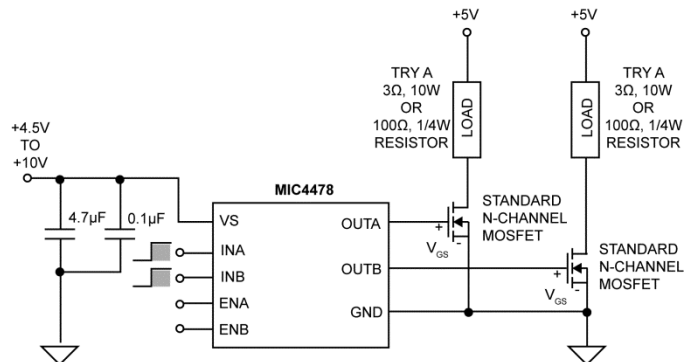 +5V
+5V
TRY A
3Ω, 10W
OR
100Ω, 1/4W
RESISTOR
LOAD
TRY A
3Ω, 10W
OR
100Ω, 1/4W
RESISTOR
LOAD
+4.5V
TO
+10V
4.7µF
0.1µF
MIC4478
VS
INA
INB
ENA
ENB
OUTA
OUTB
GND
+
-
VGS
STANDARD
N-CHANNEL
MOSFET
+
-
VGS
STANDARD
N-CHANNEL
MOSFET